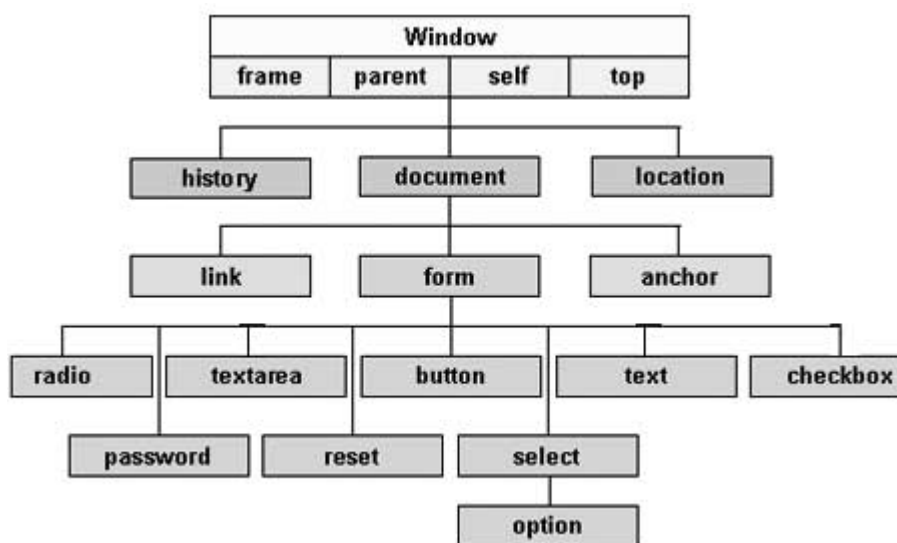 Window
frame parent self top
history document location
link form anchor
radio textarea button text checkbox
password reset select
option